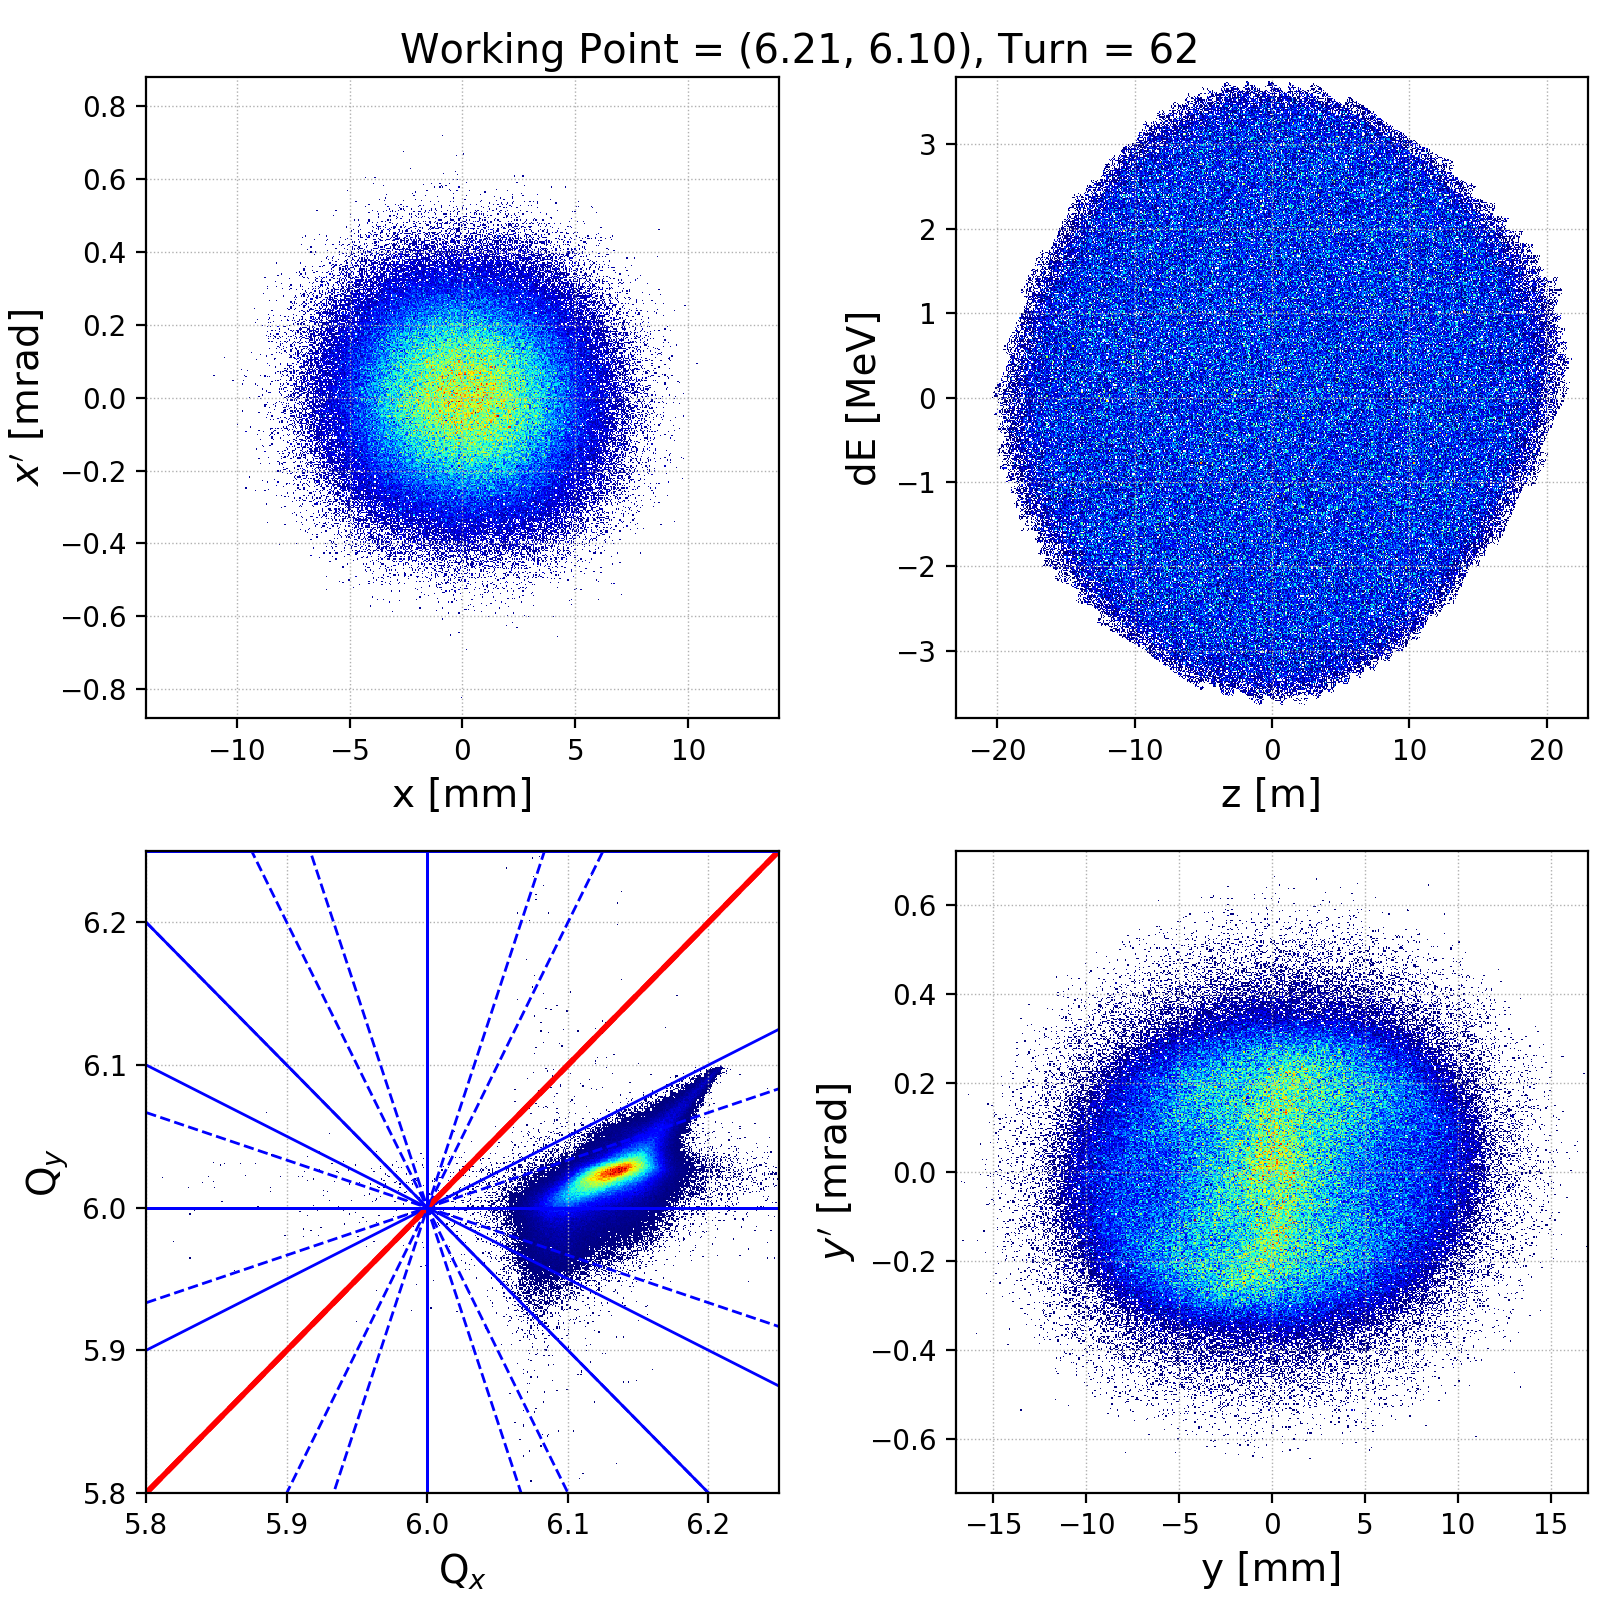 Working Point = (6.21, 6.10), Turn = 62
0.8
0.6
0.4
0.2
0.0
−0.2
−0.4
−0.6
−0.8
x′ [mrad]
−10 −5 0 5 10
x [mm]
3
2
1
0
−1
−2
−3
dE [MeV]
−20 −10 0 10 20
z [m]
6.2
6.1
6.0
5.9
5.8
Qy
5.8 5.9 6.0 6.1 6.2
Qx
0.6
0.4
0.2
0.0
−0.2
−0.4
−0.6
y′ [mrad]
−15 −10 −5 0 5 10 15
y [mm]